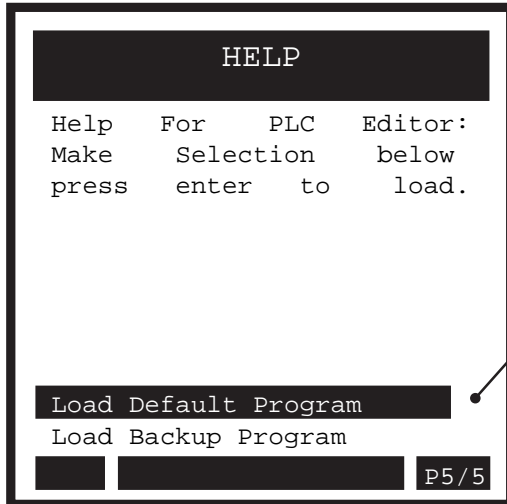 HELP
Help For PLC Editor:
Make Selection below
press enter to load.
Load Default Program
Load Backup Program
P5/5